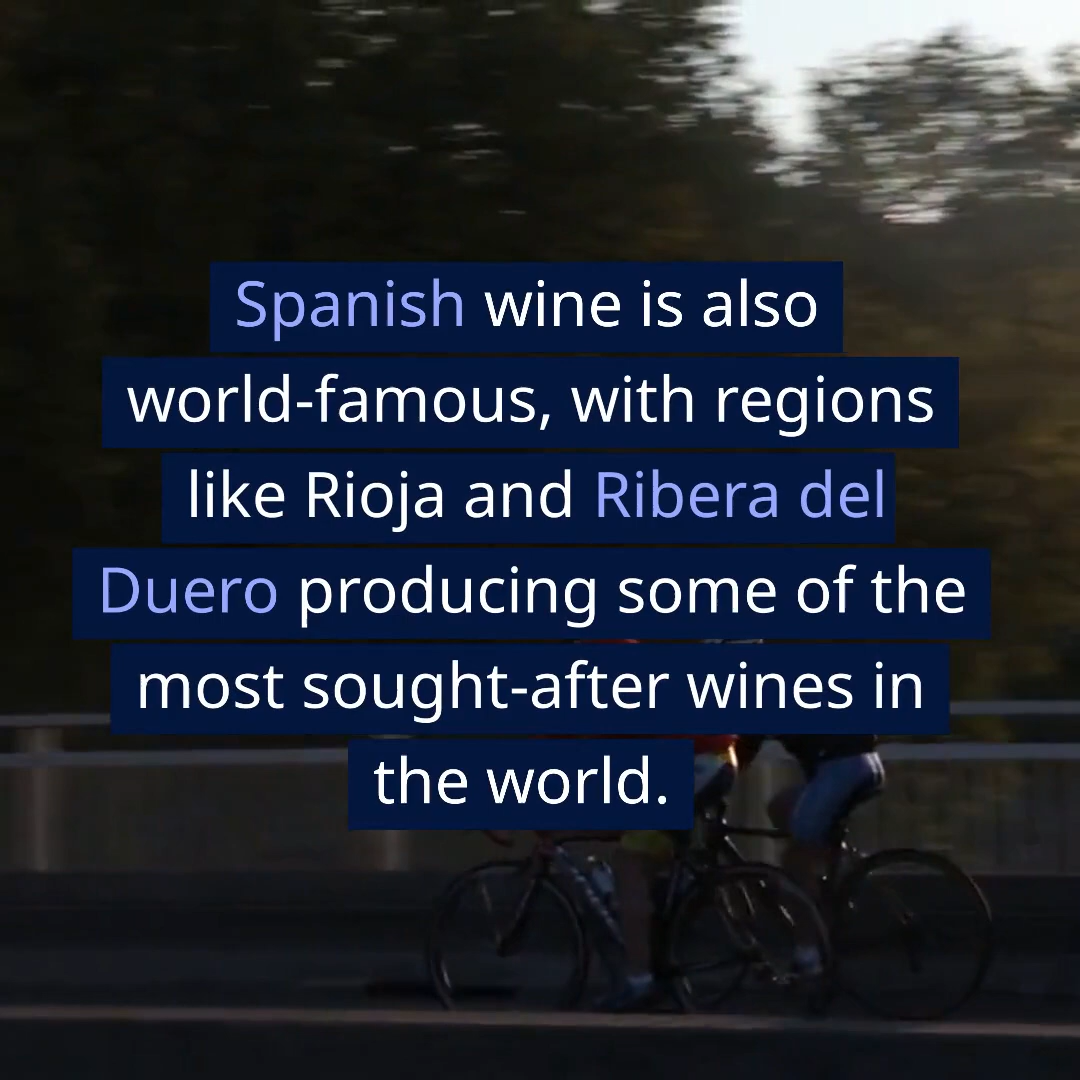 Spanish wine is also
world-famous, with regions
like Rioja and Ribera del
Duero producing some of the
most sought-after wines in
the world.